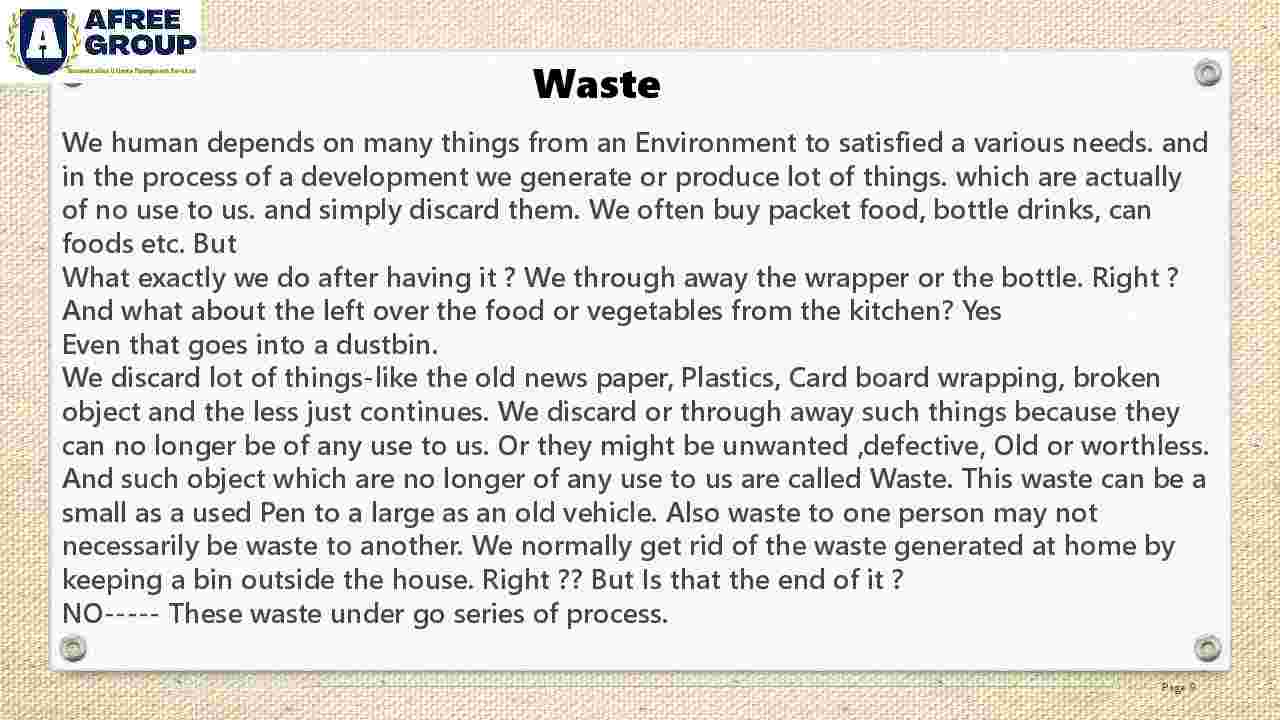 AFREE
GROUP
Waste
We human depends on many things from an Environment to satisfied a various needs. and
in the process of a development we generate or produce lot of things. which are actually
of no use to us. and simply discard them. We often buy packet food, bottle drinks, can
foods etc. But
What exactly we do after having it ? We through away the wrapper or the bottle. Right ?
And what about the left over the food or vegetables from the kitchen? Yes
Even that goes into a dustbin.
We discard lot of things-like the old news paper, Plastics, Card board wrapping, broken
object and the less just continues. We discard or through away such things because they
can no longer be of any use to us. Or they might be unwanted ,defective, Old or worthless.
And such object which are no longer of any use to us are called Waste. This waste can be a
small as a used Pen to a large as an old vehicle. Also waste to one person may not
necessarily be waste to another. We normally get rid of the waste generated at home by
keeping a bin outside the house. Right ?? But Is that the end of it ?
NO----- These waste under go series of process.
Page 9